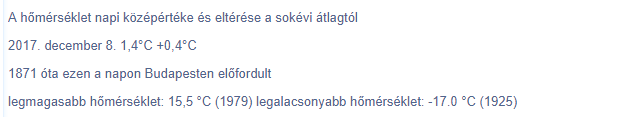 A hőmérséklet napi középértéke és eltérése a sokévi átlagtól
2017. december 8. 1,4°C +0,4°C
1871 óta ezen a napon Budapesten előfordult
legmagasabb hőmérséklet: 15,5 °C (1979) legalacsonyabb hőmérséklet: -17.0 °C (1925)